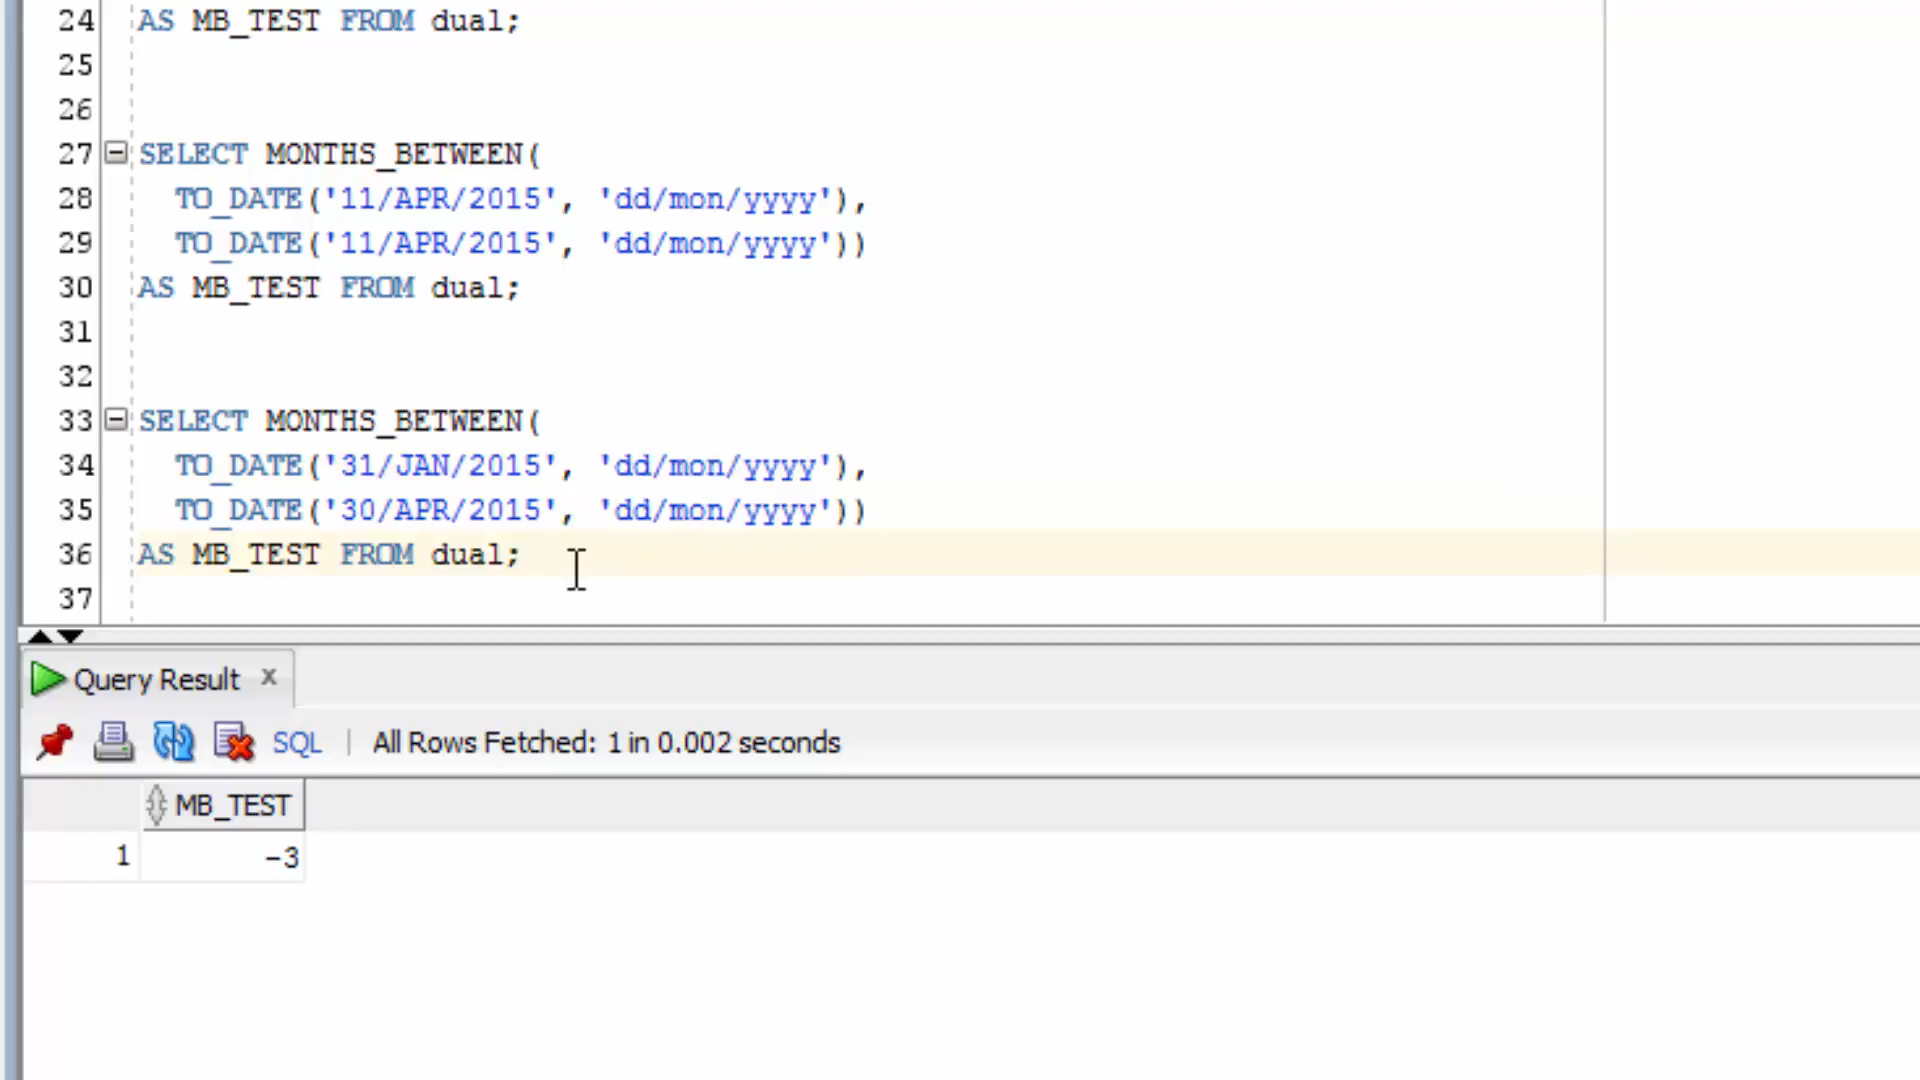 24 AS MB_TEST FROM dual;
25
26
27 SELECT MONTHS_BETWEEN(
28 TO_DATE('11/APR/2015', 'dd/mon/yyyy'),
29 TO_DATE('11/APR/2015', 'dd/mon/yyyy'))
30 AS MB_TEST FROM dual;
31
32
33 SELECT MONTHS_BETWEEN(
34 TO_DATE('31/JAN/2015', 'dd/mon/yyyy'),
35 TO_DATE('30/APR/2015', 'dd/mon/yyyy'))
36 AS MB_TEST FROM dual;
37
Query Result x
SQL | All Rows Fetched: 1 in 0.002 seconds
MB_TEST
1 -3